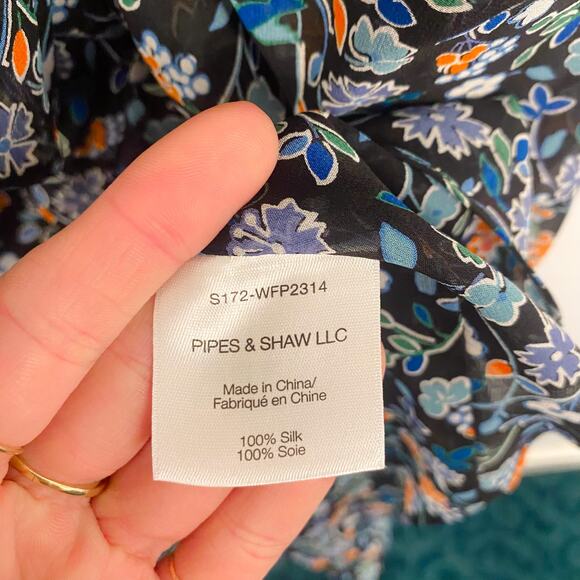 S172-WFP2314
PIPES & SHAW LLC
Made in China/
Fabriqué en Chine
100% Silk
100% Soie